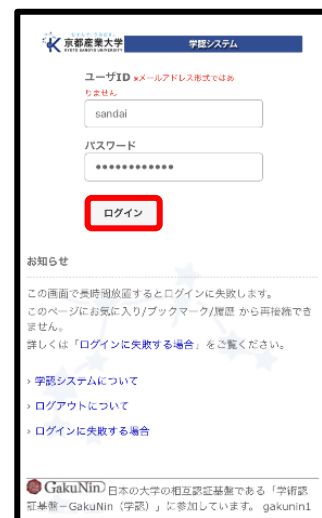 京都産業大学
KYOTO SANGYO UNIVERSITY
学認システム
ユーザID ※メールアドレス形式ではあ
りません
sandai
パスワード
••••••••••••
ログイン
お知らせ
この画面で長時間放置するとログインに失敗します。
このページにお気に入り/ブックマーク/履歴 から再接続でき
ません。
詳しくは「ログインに失敗する場合」をご覧ください。
› 学認システムについて
› ログアウトについて
› ログインに失敗する場合
GakuNin 日本の大学の相互認証基盤である「学術認
証基盤－GakuNin（学認）」に参加しています。 gakunin1